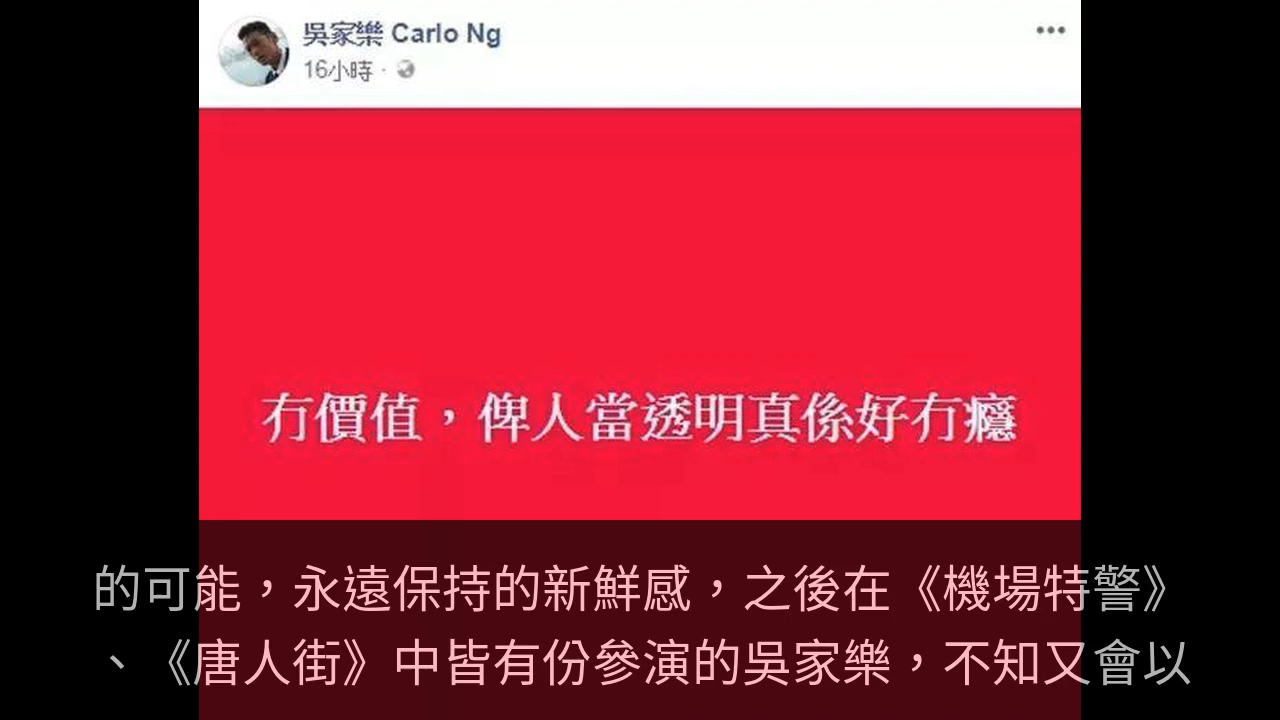 吳家樂 Carlo Ng
16小時 ·
冇價值，俾人當透明真係好冇癮
的可能，永遠保持的新鮮感，之後在《機場特警》
、《唐人街》中皆有份參演的吳家樂，不知又會以